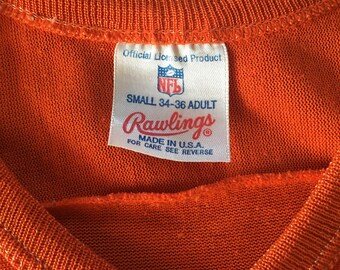 Official Licensed Product
NFL
SMALL 34-36 ADULT
Rawlings®
MADE IN U.S.A.
FOR CARE SEE REVERSE